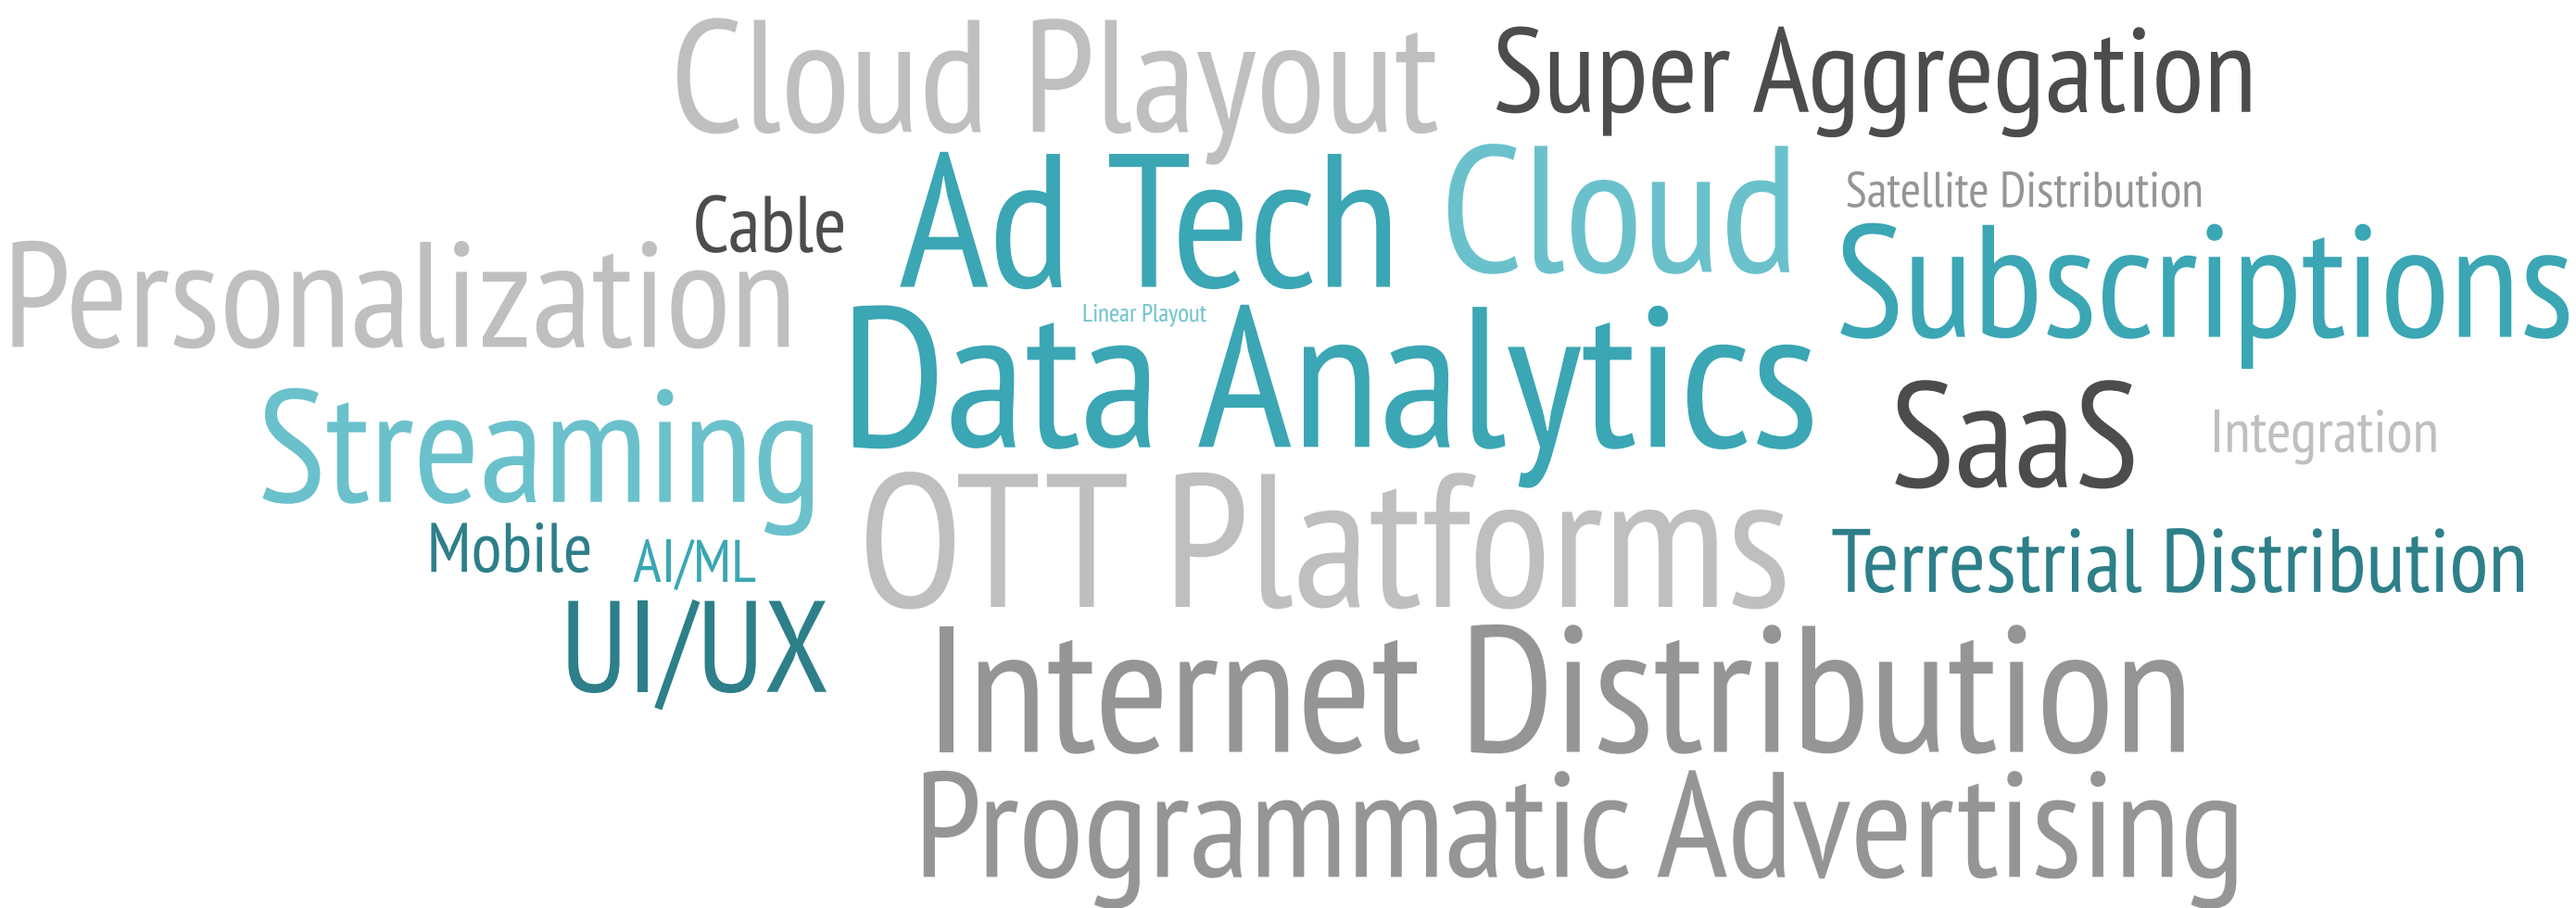 Cloud Playout
Super Aggregation
Cable
Ad Tech
Cloud
Satellite Distribution
Personalization
Linear Playout
Subscriptions
Data Analytics
Streaming
SaaS
Integration
Mobile
AI/ML
OTT Platforms
Terrestrial Distribution
UI/UX
Internet Distribution
Programmatic Advertising